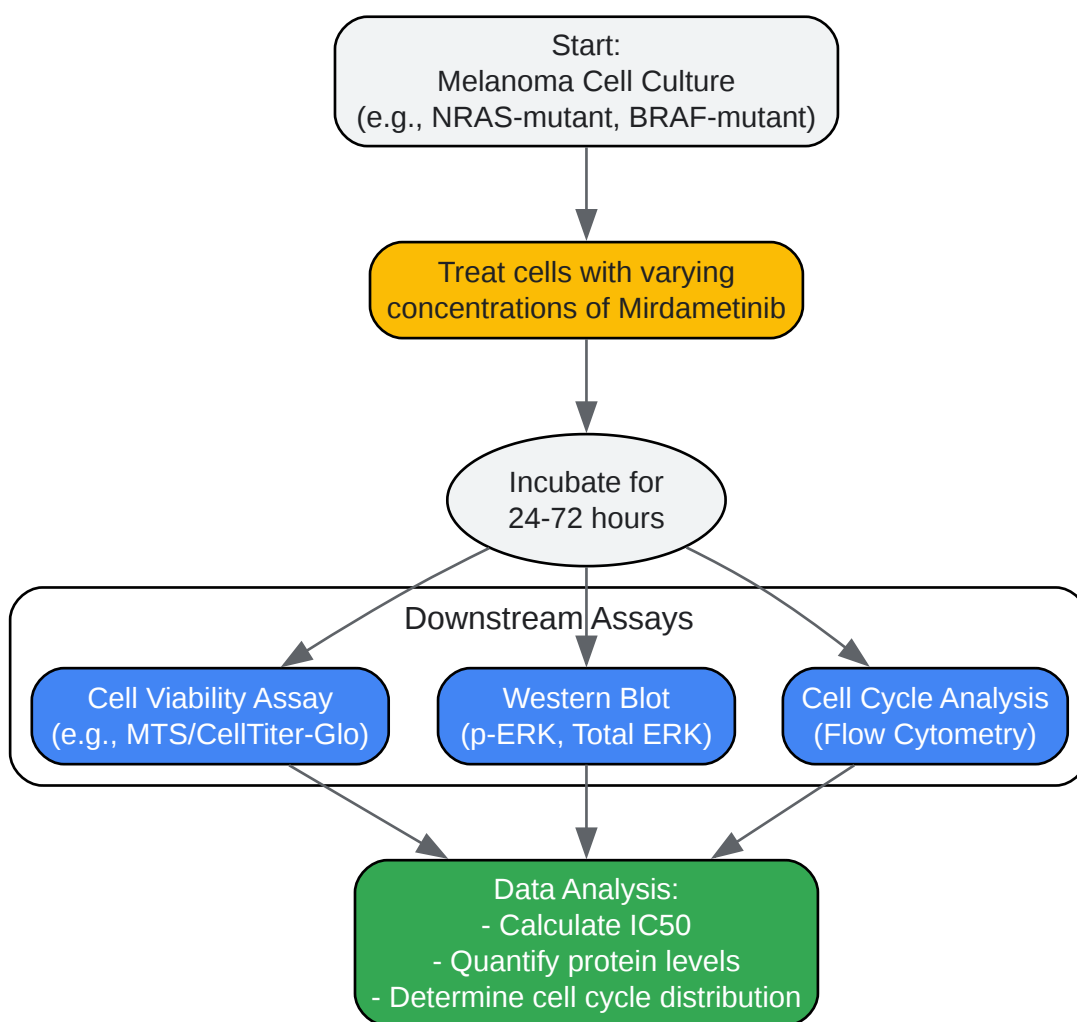 Start:
Melanoma Cell Culture
(e.g., NRAS-mutant, BRAF-mutant)
Treat cells with varying
concentrations of Mirdametinib
Incubate for
24-72 hours
Downstream Assays
Cell Viability Assay
(e.g., MTS/CellTiter-Glo)
Western Blot
(p-ERK, Total ERK)
Cell Cycle Analysis
(Flow Cytometry)
Data Analysis:
- Calculate IC50
- Quantify protein levels
- Determine cell cycle distribution